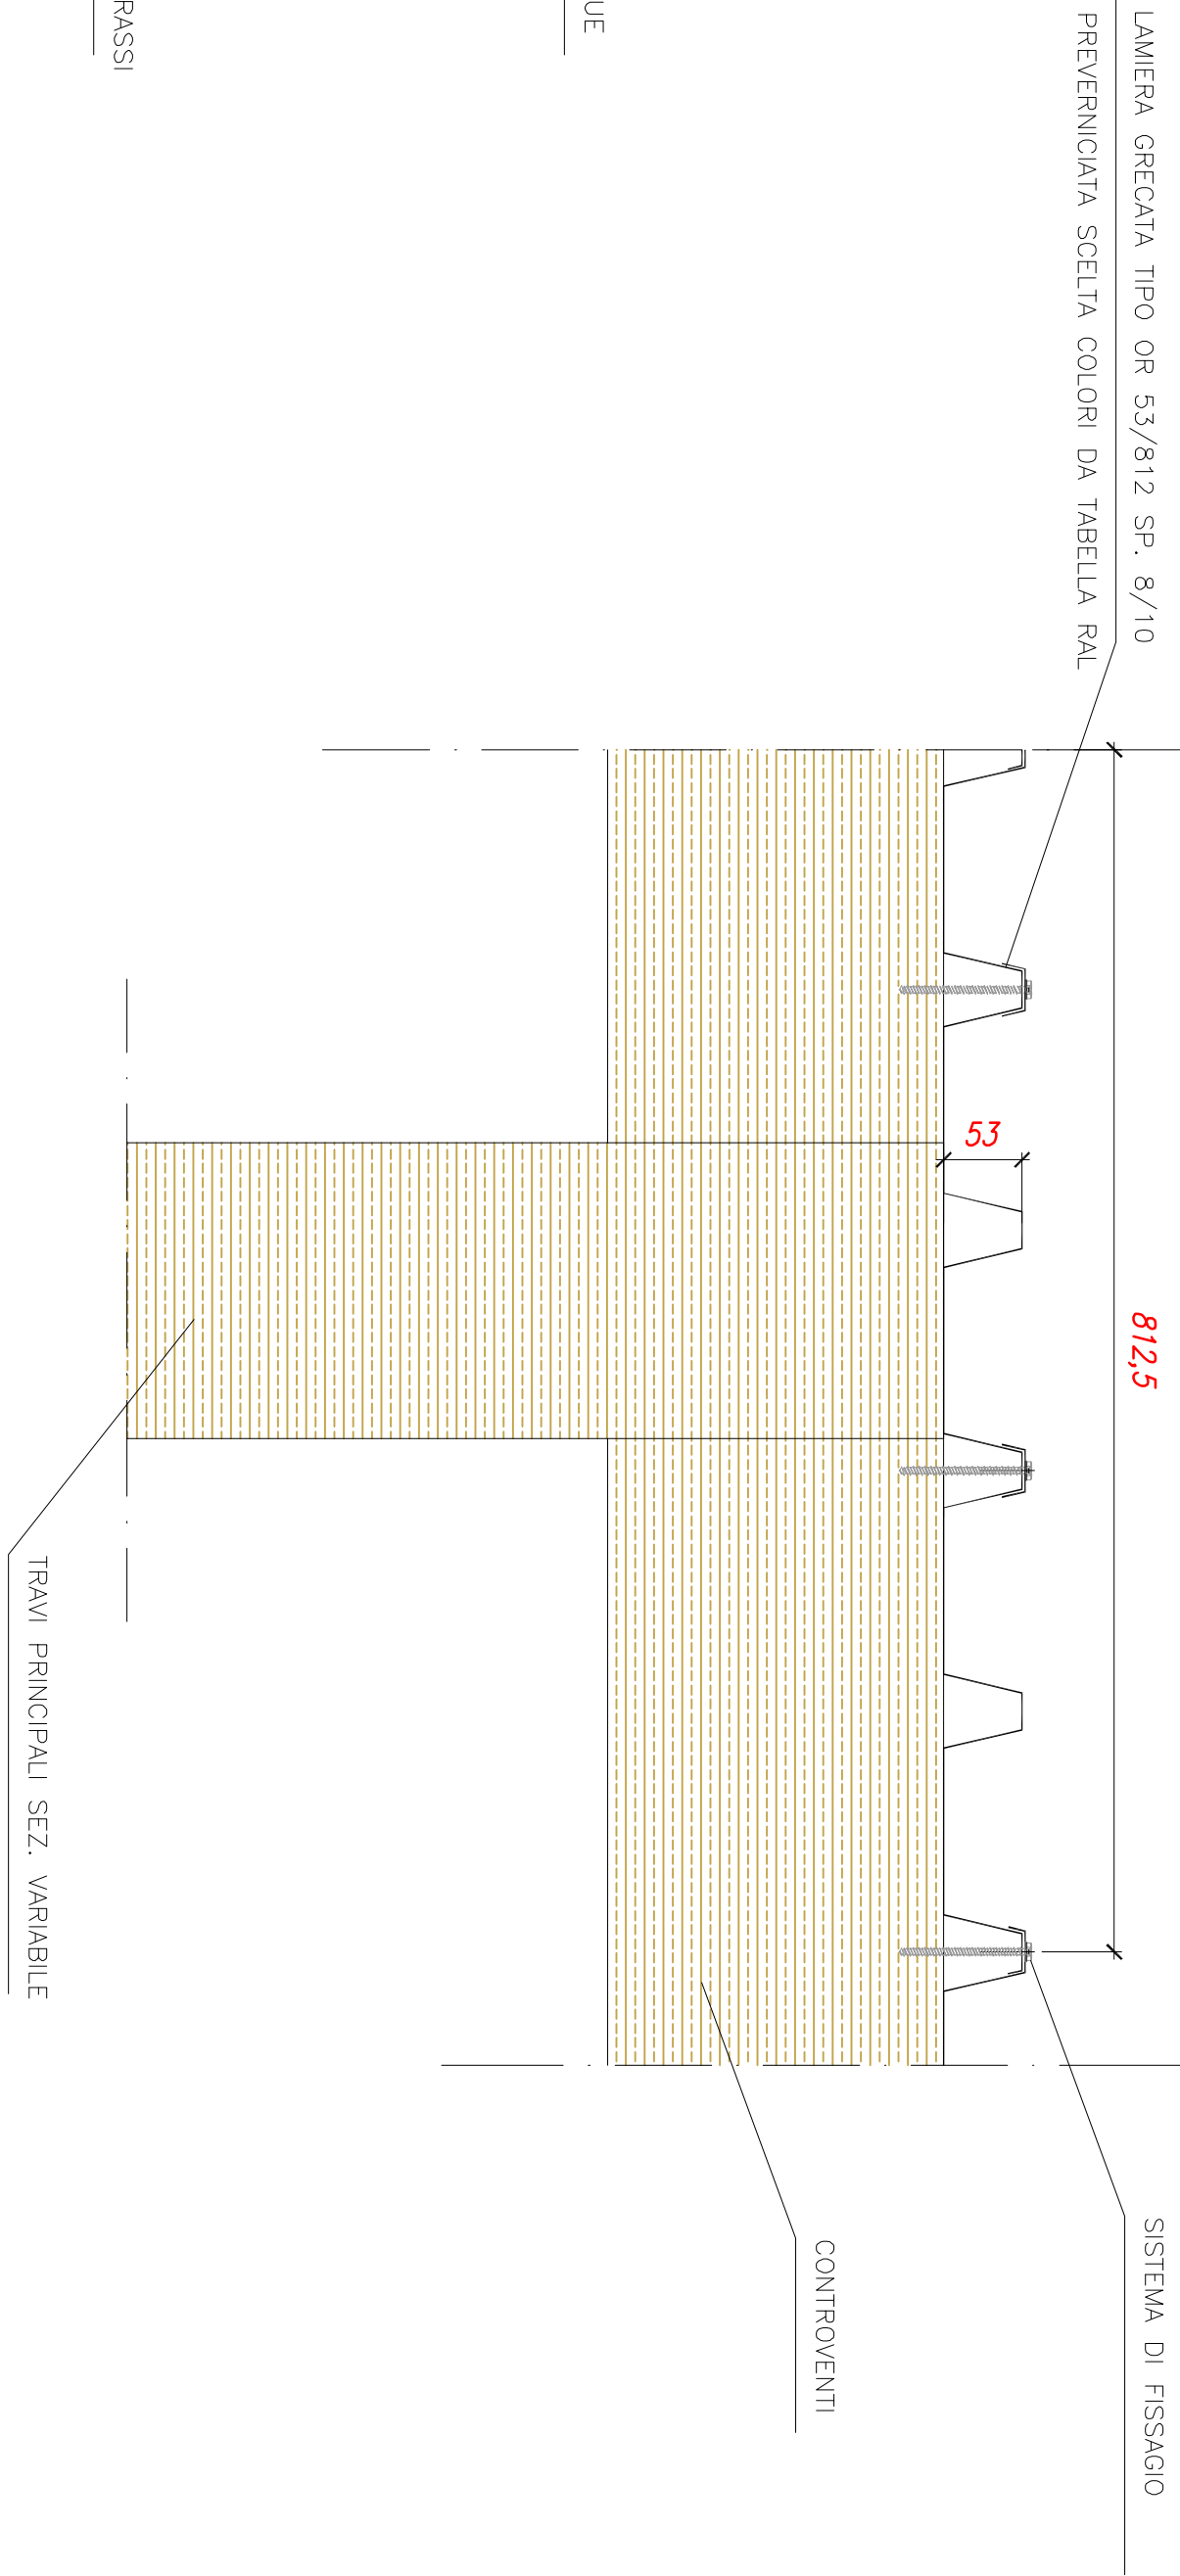 LAMIERA GRECATA TIPO OR 53/812 SP. 8/10
PREVERNICIATA SCELTA COLORI DA TABELLA RAL
812,5
53
SISTEMA DI FISSAGIO
CONTROVENTI
TRAVI PRINCIPALI SEZ. VARIABILE
UE
RASSI